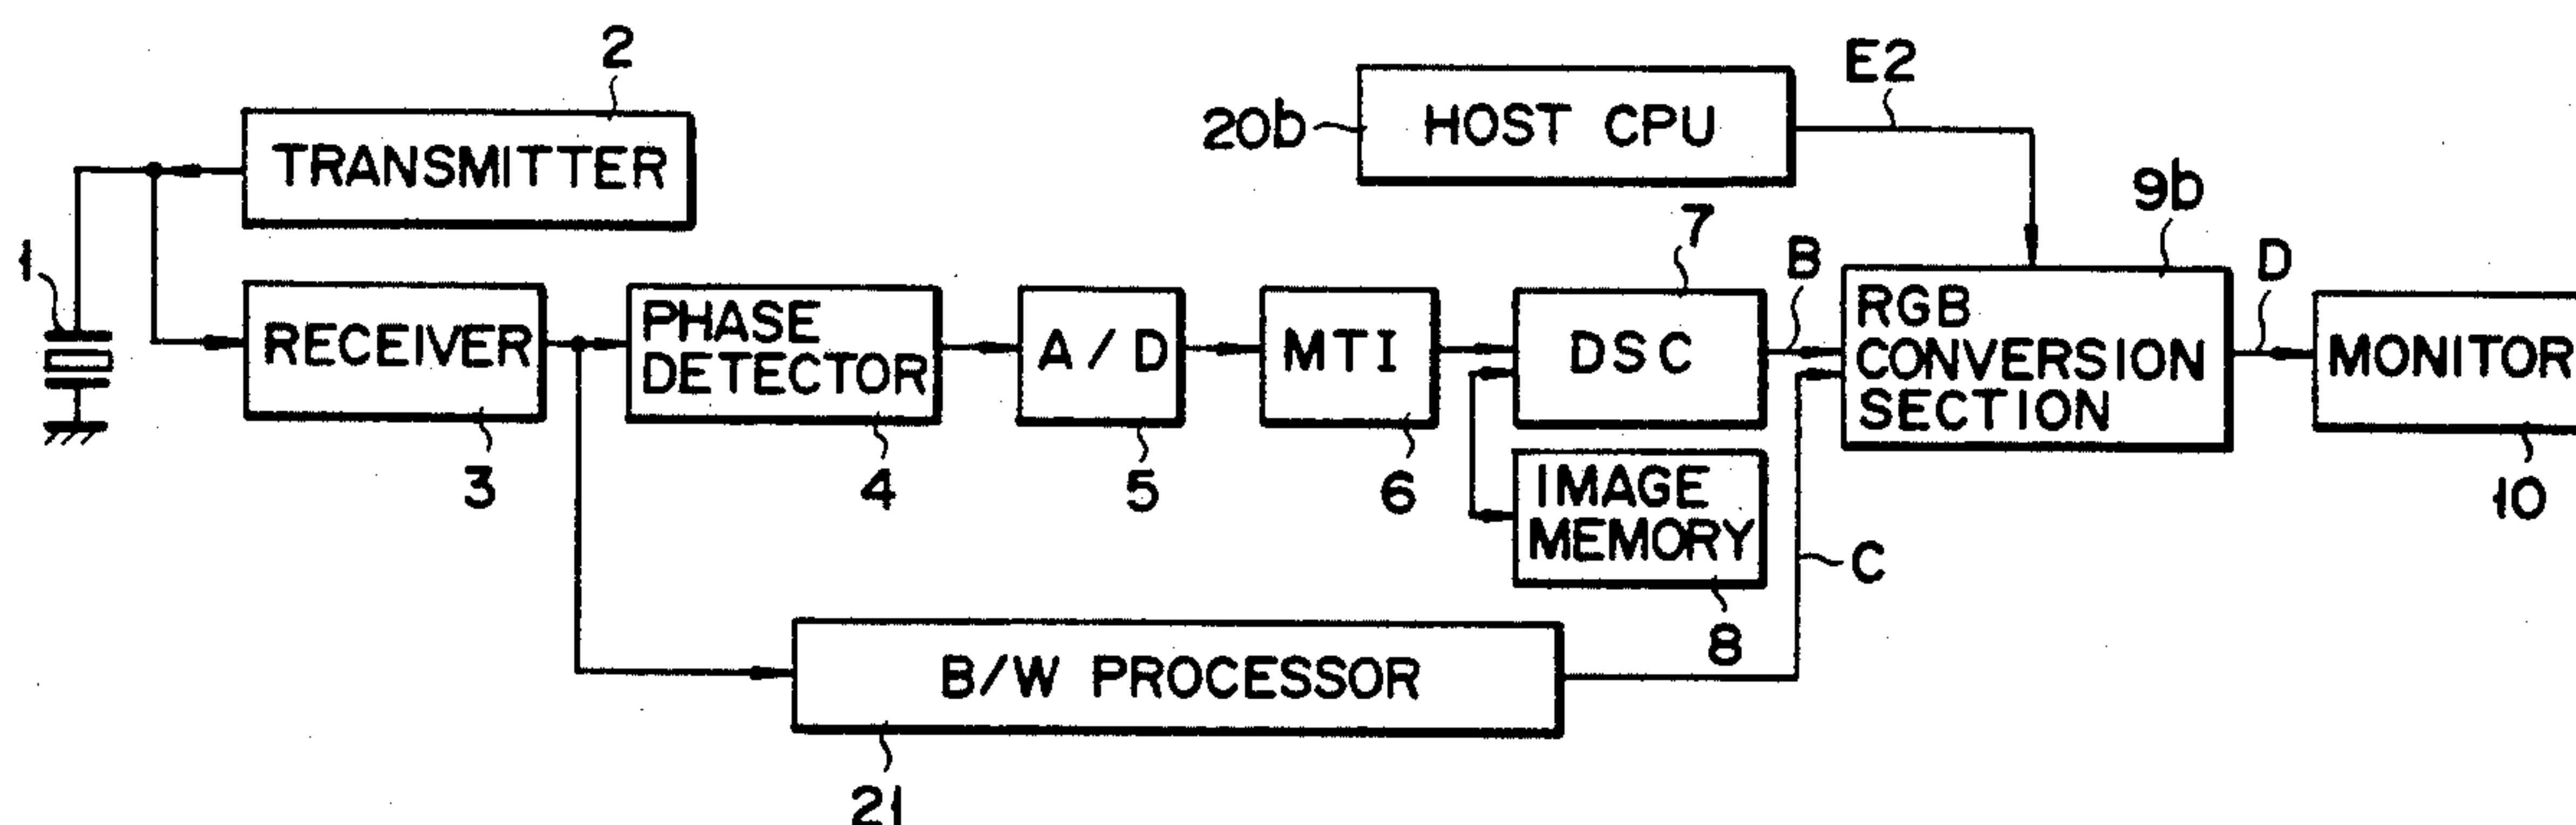 2
E2
20b
HOST CPU
TRANSMITTER
9b
1
7
B
D
RECEIVER
PHASE
DETECTOR
A/D
MTI
DSC
RGB
CONVERSION
SECTION
MONITOR
3
4
5
6
IMAGE
MEMORY
10
C
8
B/W PROCESSOR
21